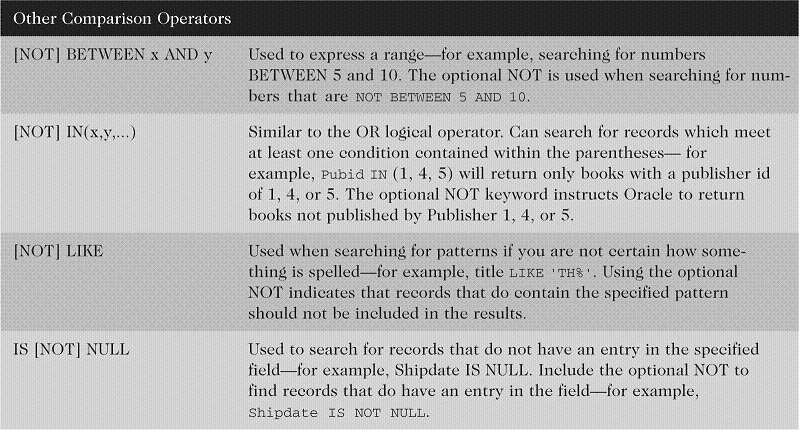 Other Comparison Operators
[NOT] BETWEEN x AND y
Used to express a range—for example, searching for numbers
BETWEEN 5 and 10. The optional NOT is used when searching for num-
bers that are NOT BETWEEN 5 AND 10.
[NOT] IN(x,y,...)
Similar to the OR logical operator. Can search for records which meet
at least one condition contained within the parentheses— for
example, Pubid IN (1, 4, 5) will return only books with a publisher id
of 1, 4, or 5. The optional NOT keyword instructs Oracle to return
books not published by Publisher 1, 4, or 5.
[NOT] LIKE
Used when searching for patterns if you are not certain how some-
thing is spelled—for example, title LIKE 'TH%'. Using the optional
NOT indicates that records that do contain the specified pattern
should not be included in the results.
IS [NOT] NULL
Used to search for records that do not have an entry in the specified
field—for example, Shipdate IS NULL. Include the optional NOT to
find records that do have an entry in the field—for example,
Shipdate IS NOT NULL.